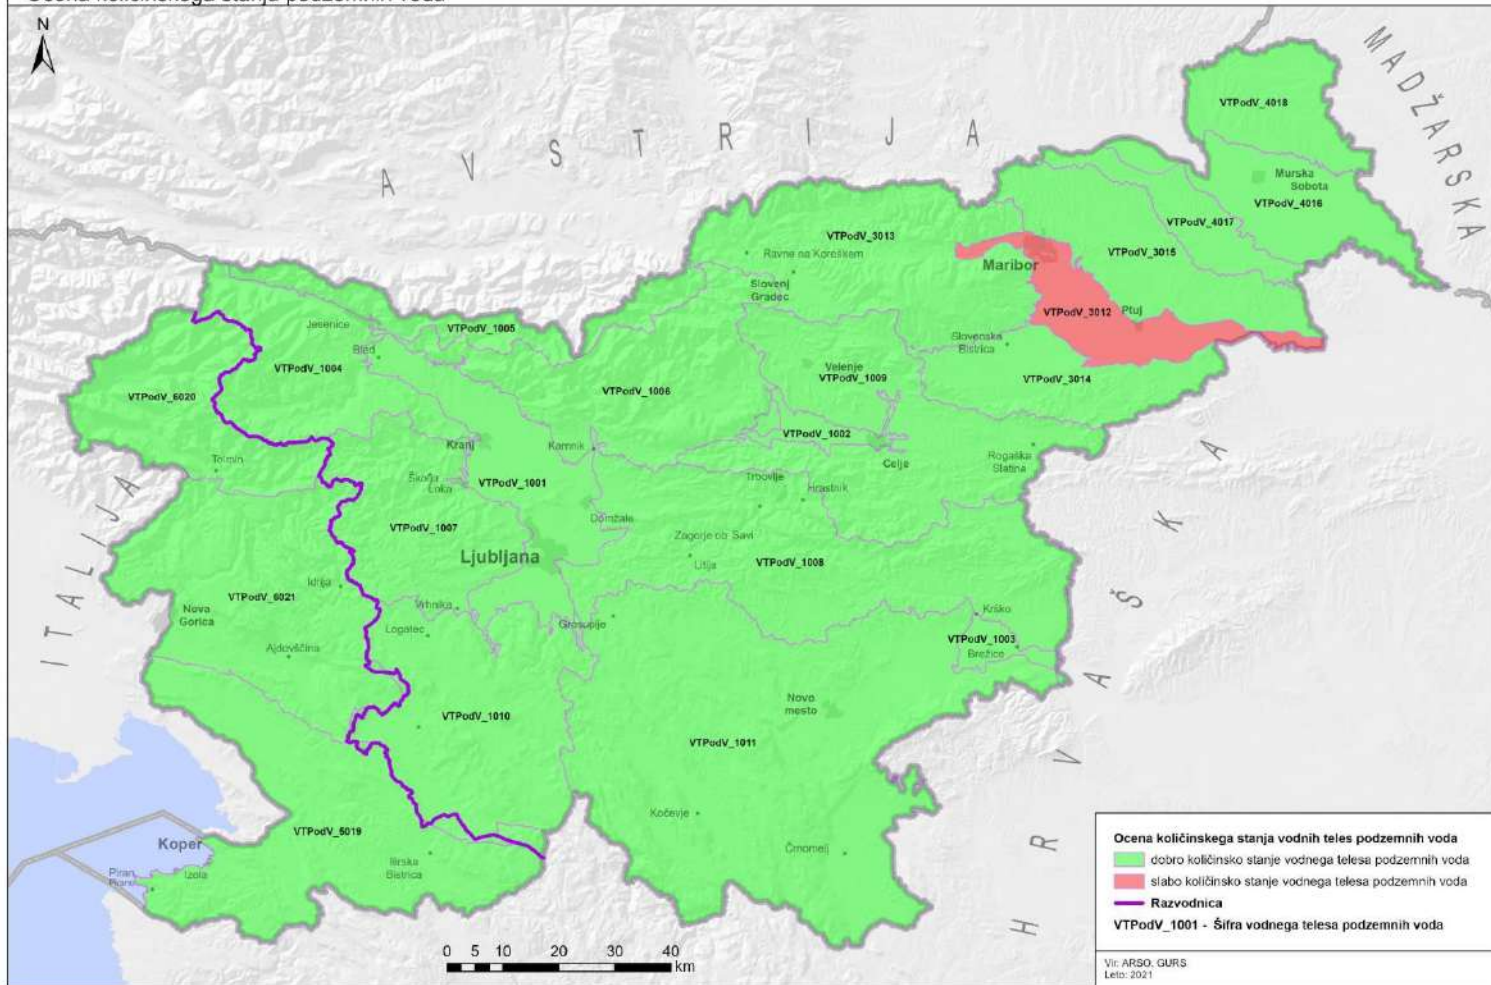 Ocena količinskega stanja podzemnih voda
N
MADŽARSKA
AVSTRIJA
ITALIJA
HRVAŠKA
VTPodV_4018
Murska
Sobota
VTPodV_4016
VTPodV_4017
VTPodV_3015
VTPodV_3013
Ravne na Koroškem
Maribor
Slovenj
Gradec
VTPodV_3012
Ptuj
Slovenska
Bistrica
VTPodV_3014
Jesenice
VTPodV_1005
Bled
VTPodV_1004
VTPodV_6020
Velenje
VTPodV_1009
VTPodV_1006
VTPodV_1002
Celje
Rogaška
Slatina
Kranj
Kamnik
Tolmin
Škofja
Loka
VTPodV_1001
Trbovlje
Hrastnik
VTPodV_1007
Domžale
Ljubljana
Zagorje ob Savi
Litija
VTPodV_1008
Idrija
VTPodV_6021
Nova
Gorica
Vrhnika
Logatec
Grosuplje
Krško
VTPodV_1003
Brežice
Ajdovščina
Novo
mesto
VTPodV_1010
VTPodV_1011
Kočevje
Črnomelj
VTPodV_5019
Koper
Ilirska
Bistrica
Piran
Pirano
Izola
0 5 10 20 30 40
km
Ocena količinskega stanja vodnih teles podzemnih voda
dobro količinsko stanje vodnega telesa podzemnih voda
slabo količinsko stanje vodnega telesa podzemnih voda
Razvodnica
VTPodV_1001 - Šifra vodnega telesa podzemnih voda
Vir: ARSO, GURS
Leto: 2021